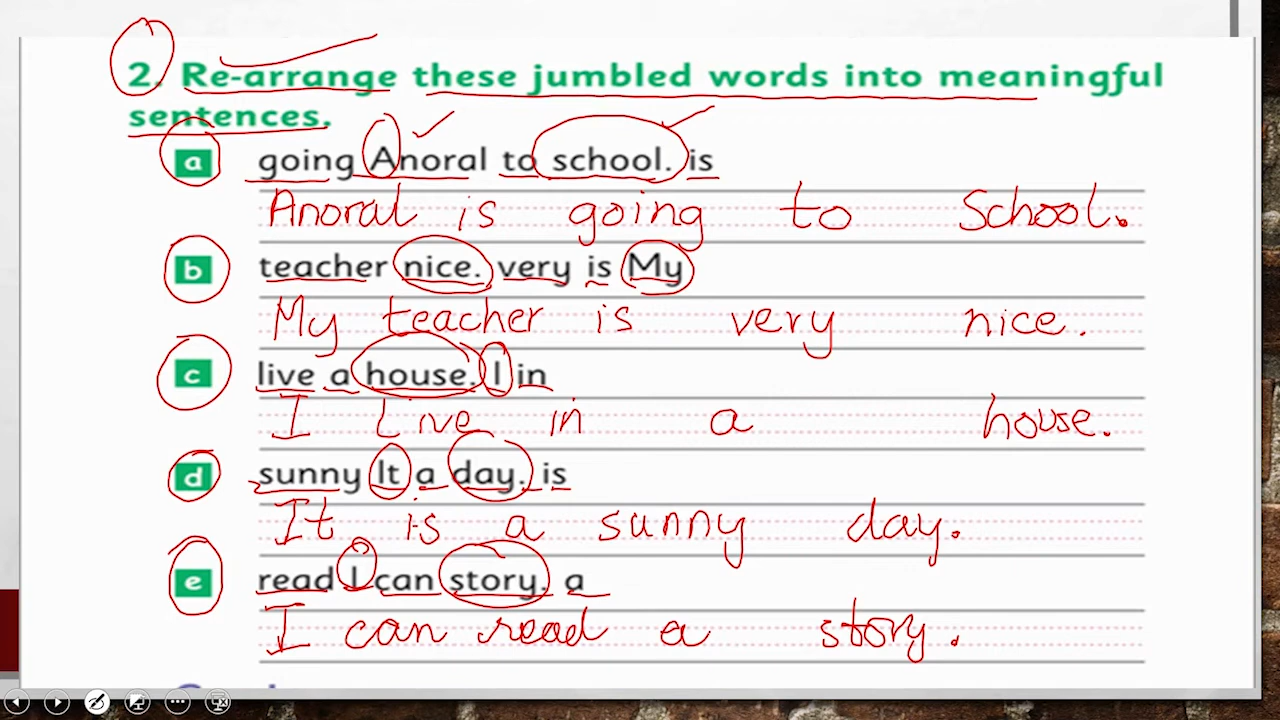 2. Re-arrange these jumbled words into meaningful
sentences.
a going Anoral to school. is
Anoral is going to School.
b teacher nice. very is My
My teacher is very nice.
c live a house. I in
I Live in a house.
d sunny It a day. is
It is a sunny day.
e read I can story. a
I can read a story.